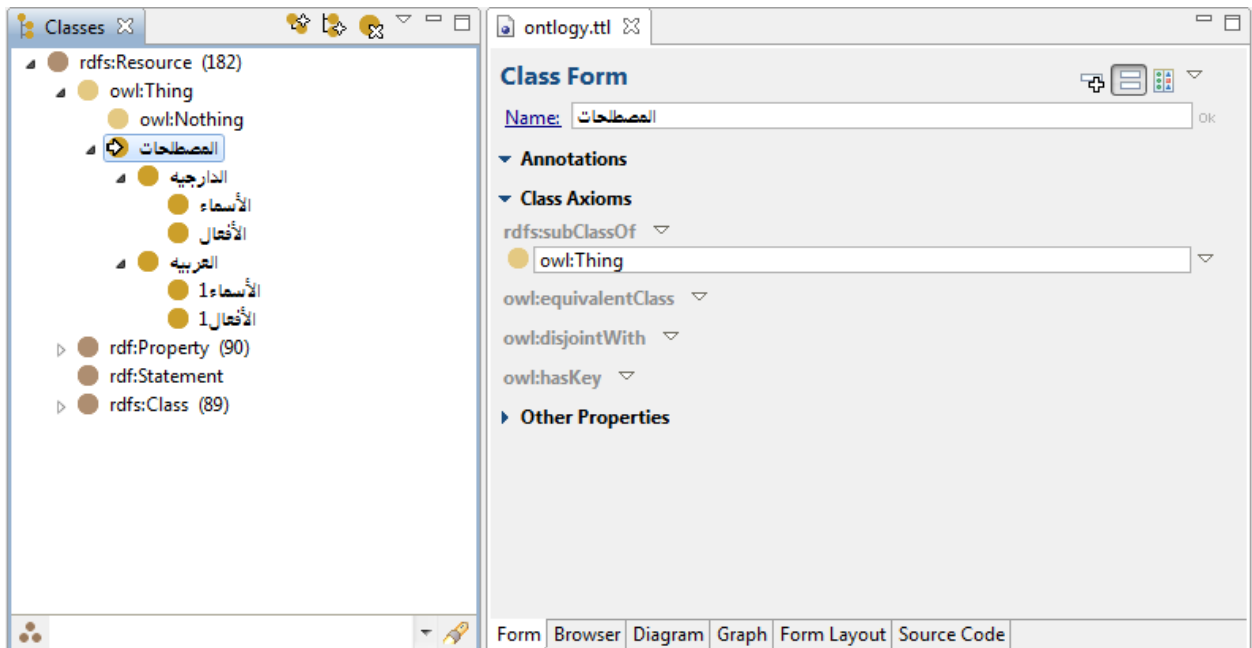 Classes
rdfs:Resource (182)
owl:Thing
owl:Nothing
المصطلحات
الدارجيه
الأسماء
الأفعال
العربيه
الأسماء1
الأفعال1
rdf:Property (90)
rdf:Statement
rdfs:Class (89)
ontlogy.ttl
Class Form
Name: المصطلحات Ok
Annotations
Class Axioms
rdfs:subClassOf
owl:Thing
owl:equivalentClass
owl:disjointWith
owl:hasKey
Other Properties
Form Browser Diagram Graph Form Layout Source Code